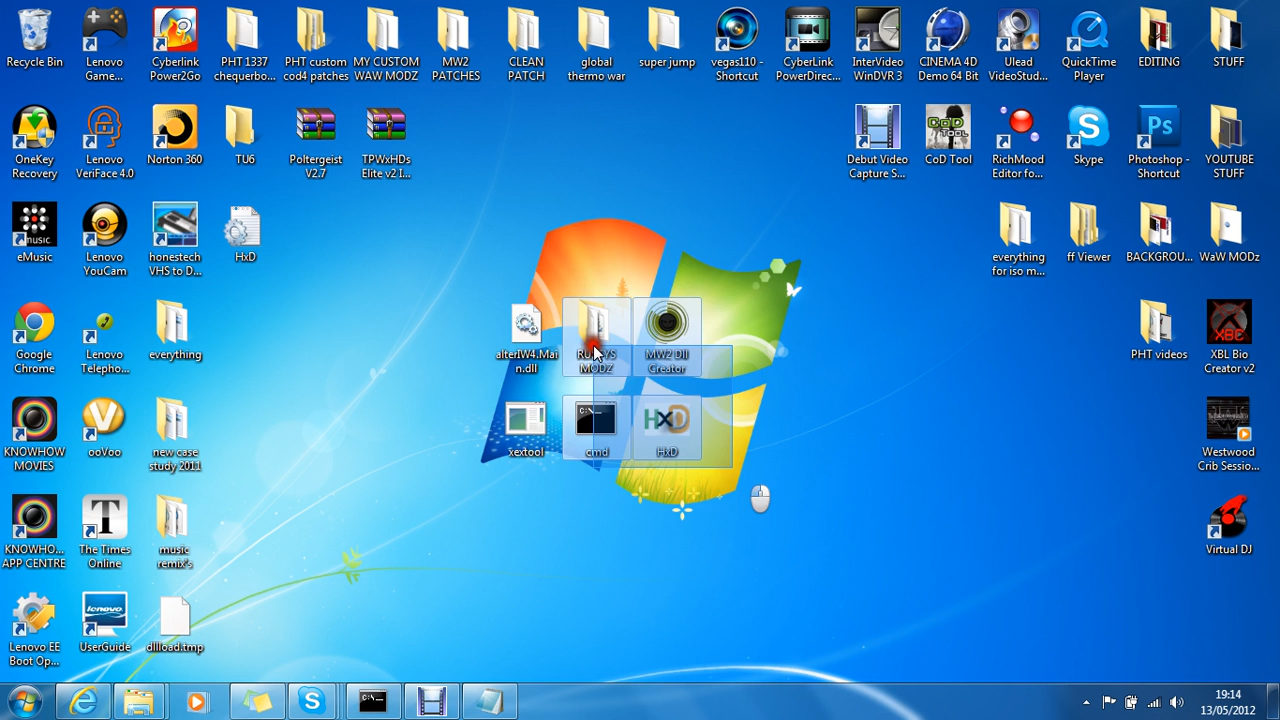 Recycle Bin
Lenovo
Game...
Cyberlink
Power2Go
PHT 1337
chequerbo...
PHT custom
cod4 patches
MY CUSTOM
WAW MODZ
MW2
PATCHES
CLEAN
PATCH
global
thermo war
super jump
vegas110 -
Shortcut
CyberLink
PowerDirec...
InterVideo
WinDVR 3
CINEMA 4D
Demo 64 Bit
Ulead
VideoStud...
QuickTime
Player
EDITING
STUFF
OneKey
Recovery
Lenovo
VeriFace 4.0
Norton 360
TU6
Poltergeist
V2.7
TPWxHDs
Elite v2 I...
Debut Video
Capture S...
CoD Tool
RichMood
Editor fo...
Skype
Photoshop -
Shortcut
YOUTUBE
STUFF
eMusic
Lenovo
YouCam
honestech
VHS to D...
HxD
everything
for iso m...
ff Viewer
BACKGROU...
WaW MODz
Google
Chrome
Lenovo
Telepho...
everything
alterIW4.Mai
n.dll
MODZ
MW2 Dll
Creator
PHT videos
XBL Bio
Creator v2
KNOWHOW
MOVIES
ooVoo
new case
study 2011
xextool
cmd
HxD
Westwood
Crib Sessio...
KNOWHO...
APP CENTRE
The Times
Online
music
remix's
Virtual DJ
Lenovo EE
Boot Op...
UserGuide
dllload.tmp
19:14
13/05/2012